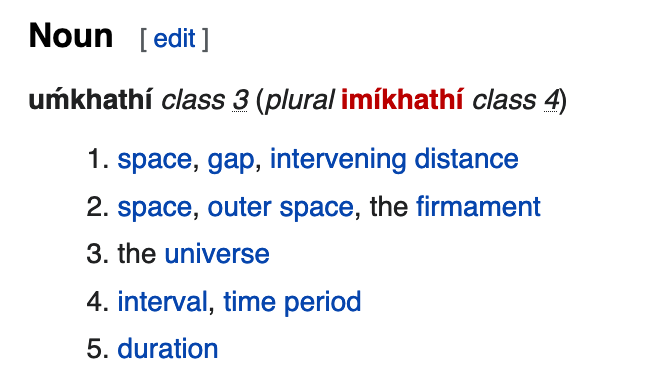 Noun [ edit ]
uḿkhathí class 3 (plural imíkhathí class 4)
1. space, gap, intervening distance
2. space, outer space, the firmament
3. the universe
4. interval, time period
5. duration